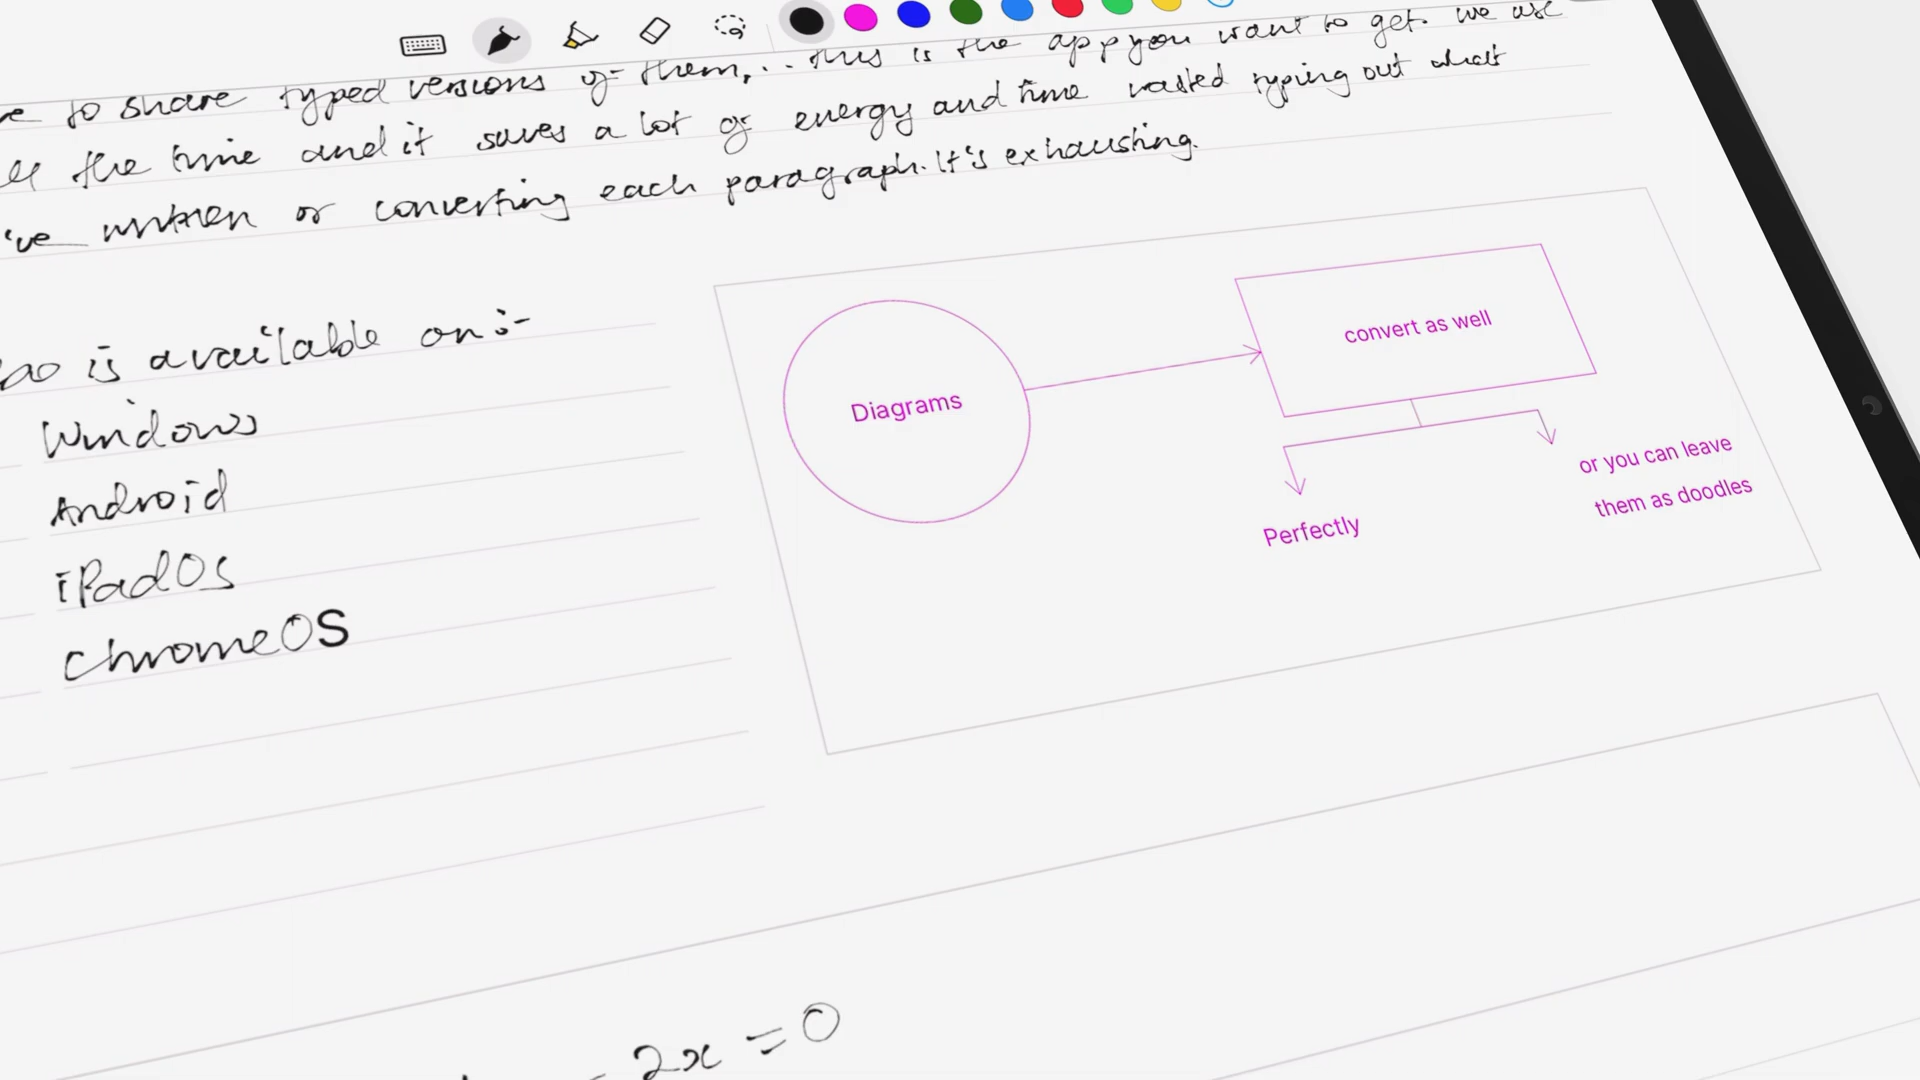 to share typed versions of them,... this is the app you want to get. we use
the time and it saves a lot of energy and time wasted typing out what
've written or converting each paragraph. It's exhausting.
is available on :-
Windows
Android
iPadOs
ChromeOS
Diagrams
convert as well
Perfectly
or you can leave
them as doodles
- 2x = 0